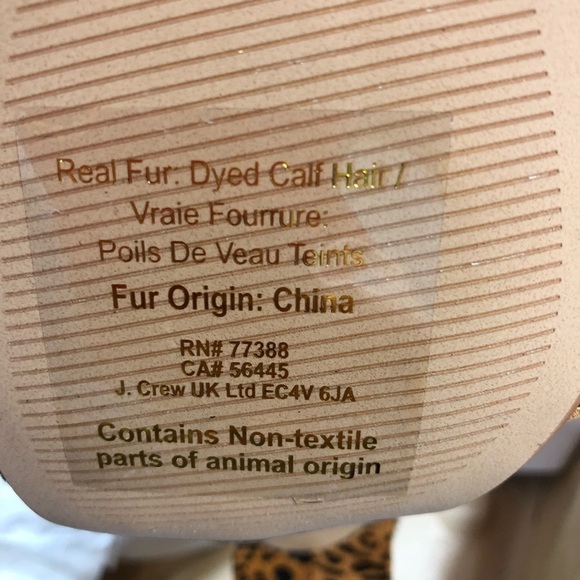 Real Fur: Dyed Calf Hair /
Vraie Fourrure:
Poils De Veau Teints
Fur Origin: China
RN# 77388
CA# 56445
J. Crew UK Ltd EC4V 6JA
Contains Non-textile
parts of animal origin